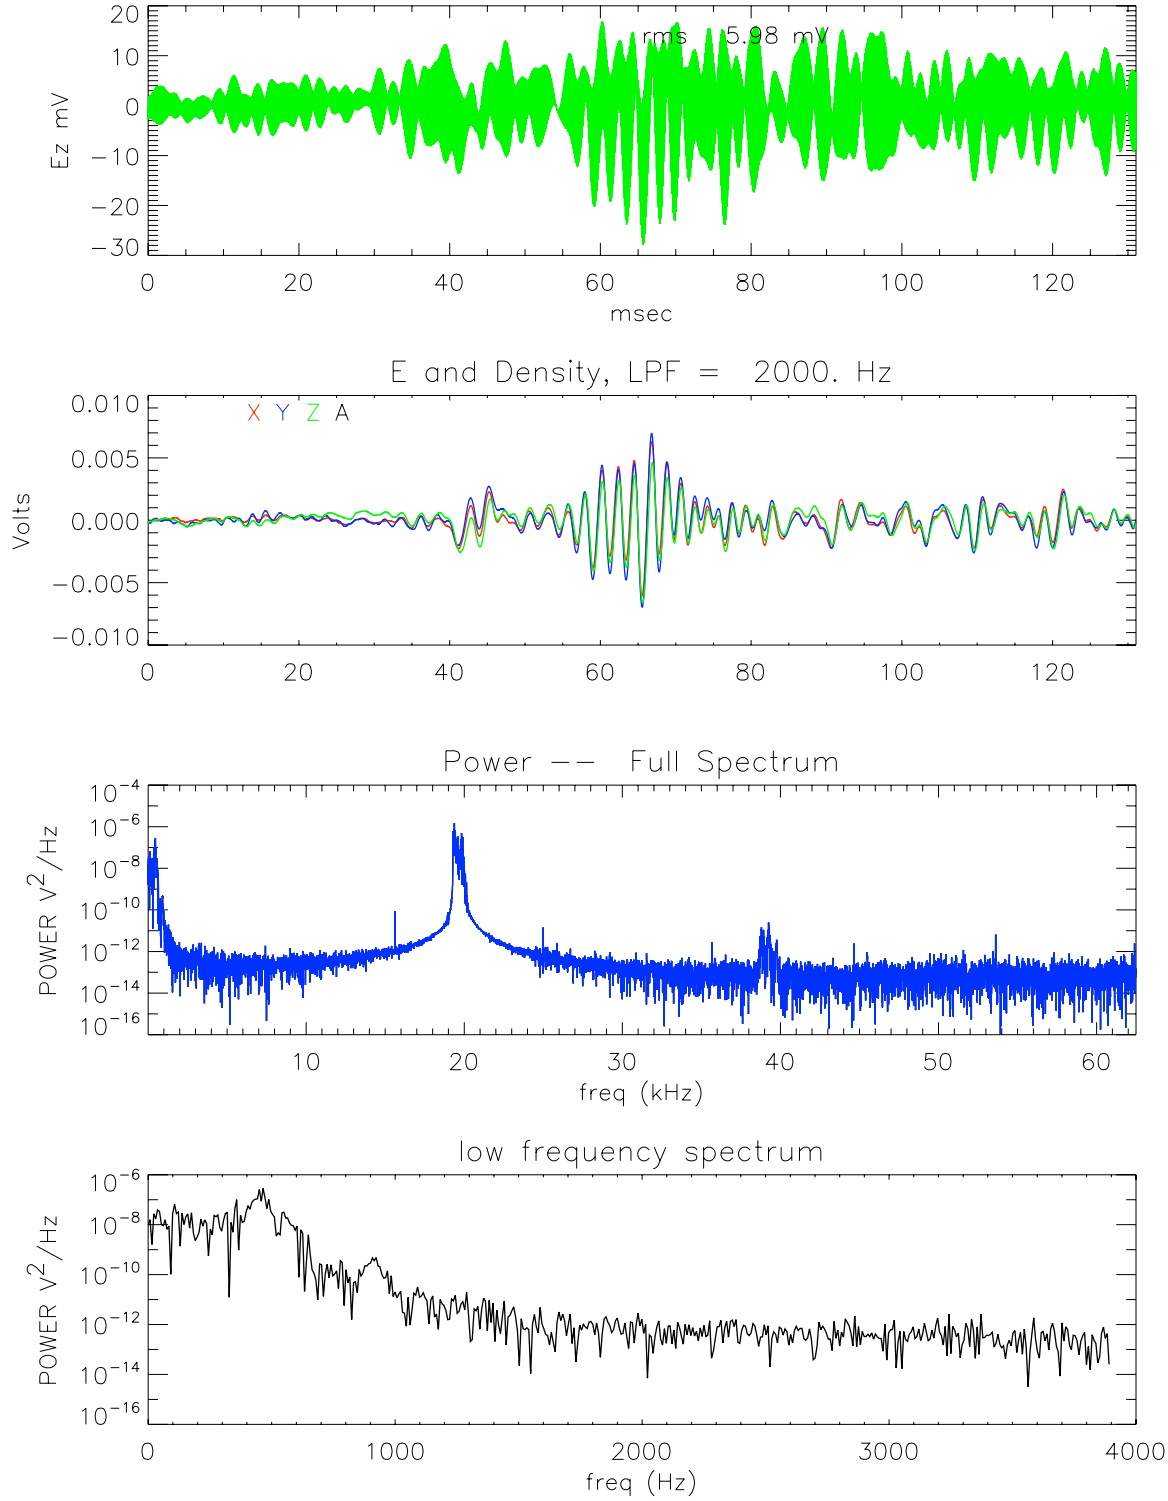 20
10
0
−10
−20
−30
Ez mV
rms 5.98 mV
0 20 40 60 80 100 120
msec
E and Density, LPF = 2000. Hz
X Y Z A
0.010
0.005
0.000
−0.005
−0.010
Volts
0 20 40 60 80 100 120
Power −− Full Spectrum
10⁻⁴
10⁻⁶
10⁻⁸
10⁻¹⁰
10⁻¹²
10⁻¹⁴
10⁻¹⁶
POWER V²/Hz
10 20 30 40 50 60
freq (kHz)
low frequency spectrum
10⁻⁶
10⁻⁸
10⁻¹⁰
10⁻¹²
10⁻¹⁴
10⁻¹⁶
POWER V²/Hz
0 1000 2000 3000 4000
freq (Hz)